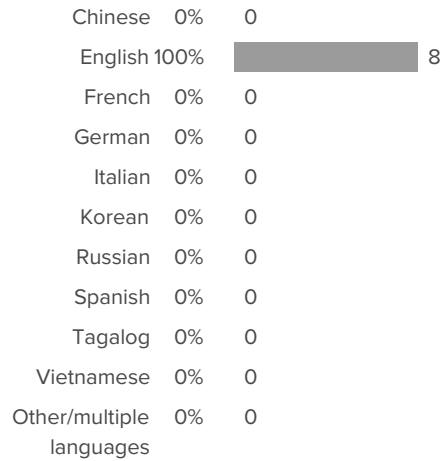 Chinese 0% 0
English 100% 8
French 0% 0
German 0% 0
Italian 0% 0
Korean 0% 0
Russian 0% 0
Spanish 0% 0
Tagalog 0% 0
Vietnamese 0% 0
Other/multiple 0% 0
languages